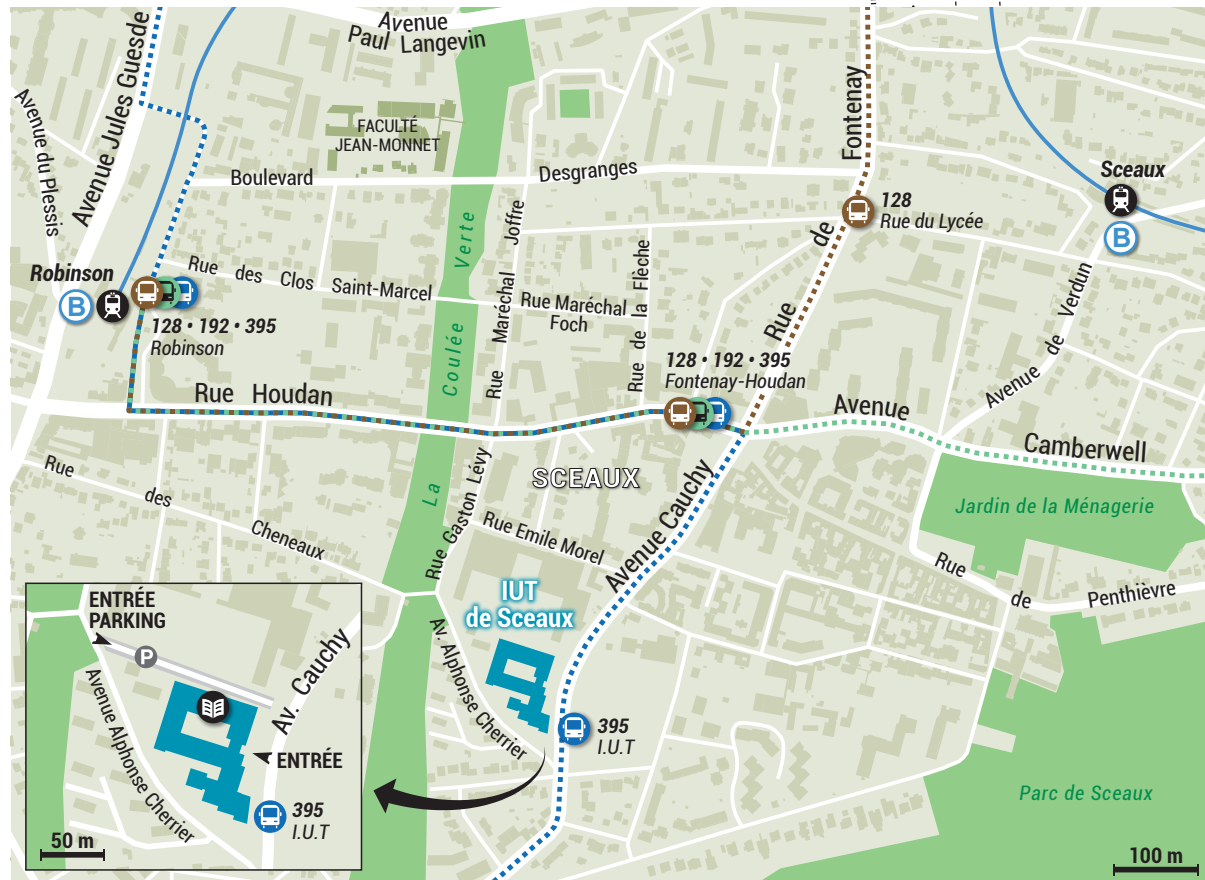 Avenue
Paul Langevin
Avenue Jules Guesde
Avenue du Plessis
FACULTÉ
JEAN-MONNET
Boulevard
Desgranges
Fontenay
de
Rue
Sceaux
B
128
Rue du Lycée
Robinson
B
128 • 192 • 395
Robinson
Rue des Clos Saint-Marcel
Rue Maréchal
Foch
Rue Maréchal Joffre
Rue de la Flèche
La Coulée Verte
Avenue de Verdun
128 • 192 • 395
Fontenay-Houdan
Rue Houdan
Avenue
Camberwell
SCEAUX
Jardin de la Ménagerie
Rue des Cheneaux
Rue Gaston Lévy
Rue Emile Morel
Avenue Cauchy
Rue de Penthièvre
IUT
de Sceaux
Av. Alphonse Cherrier
395
I.U.T
Parc de Sceaux
100 m
ENTRÉE
PARKING
P
Avenue Alphonse Cherrier
Av. Cauchy
ENTRÉE
395
I.U.T
50 m